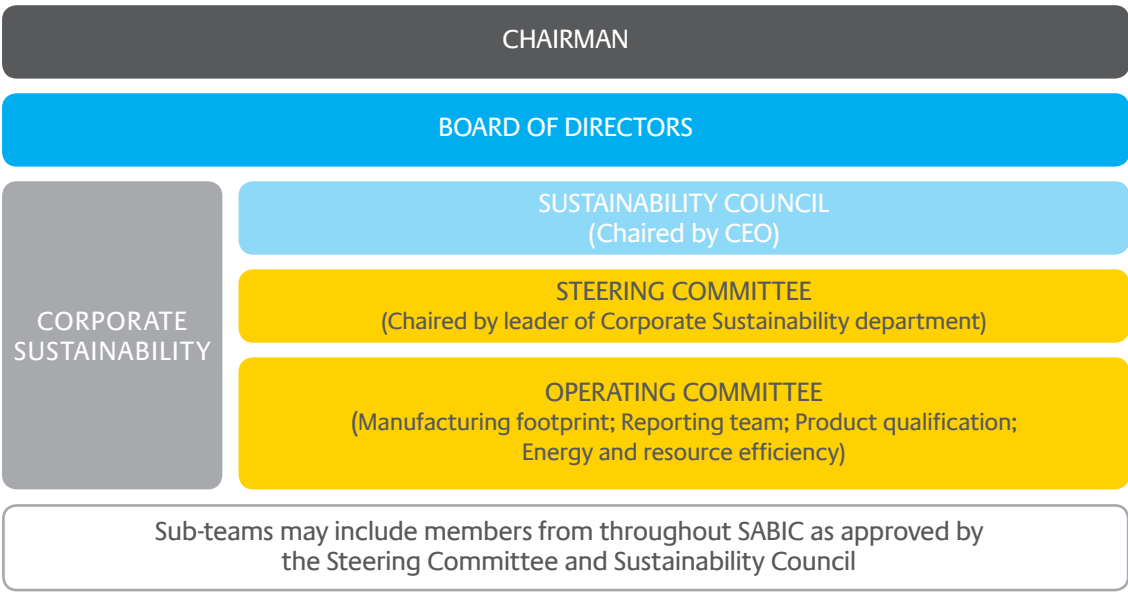 CHAIRMAN
BOARD OF DIRECTORS
CORPORATE
SUSTAINABILITY
SUSTAINABILITY COUNCIL
(Chaired by CEO)
STEERING COMMITTEE
(Chaired by leader of Corporate Sustainability department)
OPERATING COMMITTEE
(Manufacturing footprint; Reporting team; Product qualification;
Energy and resource efficiency)
Sub-teams may include members from throughout SABIC as approved by
the Steering Committee and Sustainability Council